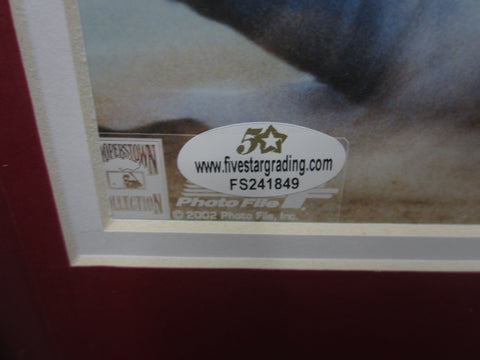 5
www.fivestargrading.com
FS241849
COOPERSTOWN
COLLECTION
Photo File
© 2002 Photo File, Inc.